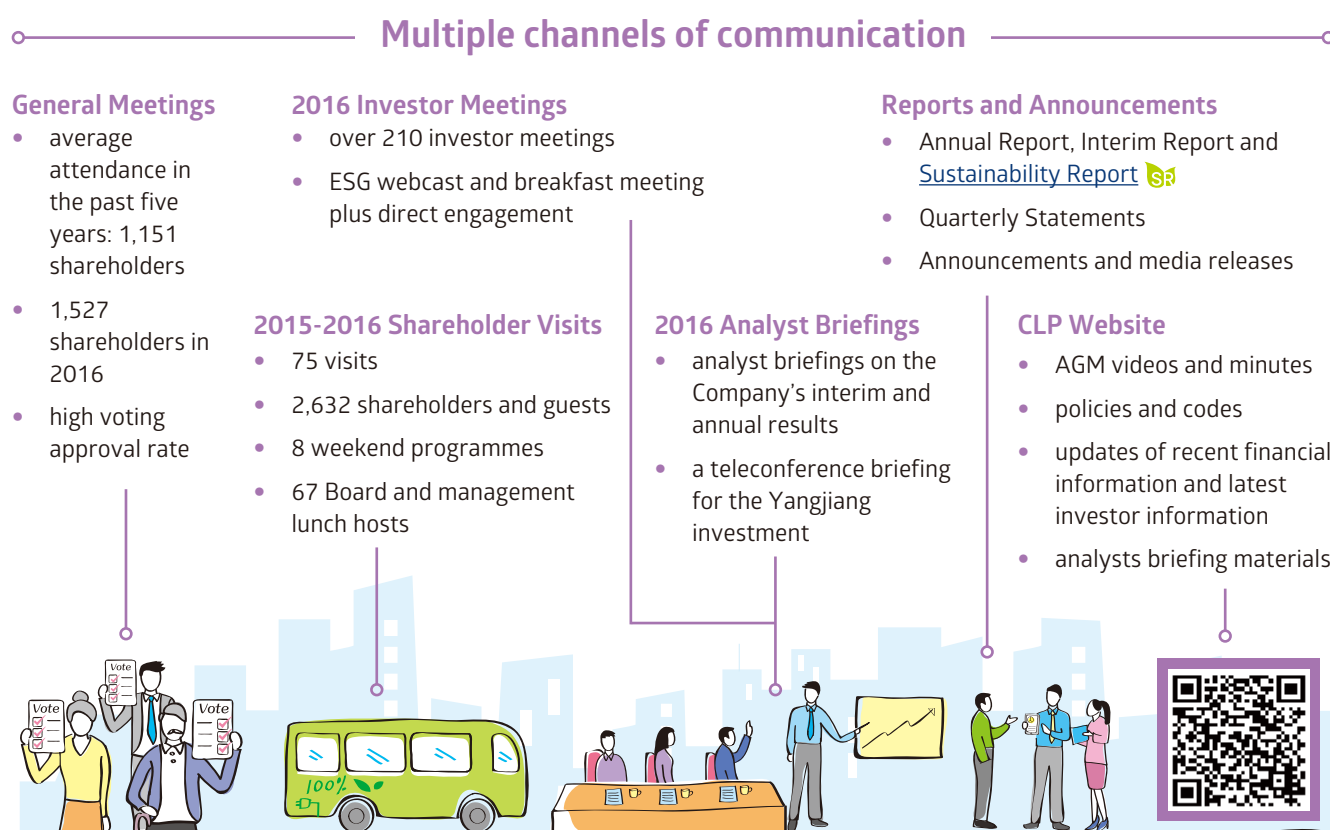 Multiple channels of communication
General Meetings
• average
attendance in
the past five
years: 1,151
shareholders
• 1,527
shareholders in
2016
• high voting
approval rate
2016 Investor Meetings
• over 210 investor meetings
• ESG webcast and breakfast meeting
plus direct engagement
Reports and Announcements
• Annual Report, Interim Report and
Sustainability Report SR
• Quarterly Statements
• Announcements and media releases
2015-2016 Shareholder Visits
• 75 visits
• 2,632 shareholders and guests
• 8 weekend programmes
• 67 Board and management
lunch hosts
2016 Analyst Briefings
• analyst briefings on the
Company's interim and
annual results
• a teleconference briefing
for the Yangjiang
investment
CLP Website
• AGM videos and minutes
• policies and codes
• updates of recent financial
information and latest
investor information
• analysts briefing materials
Vote
Vote
Vote
100%